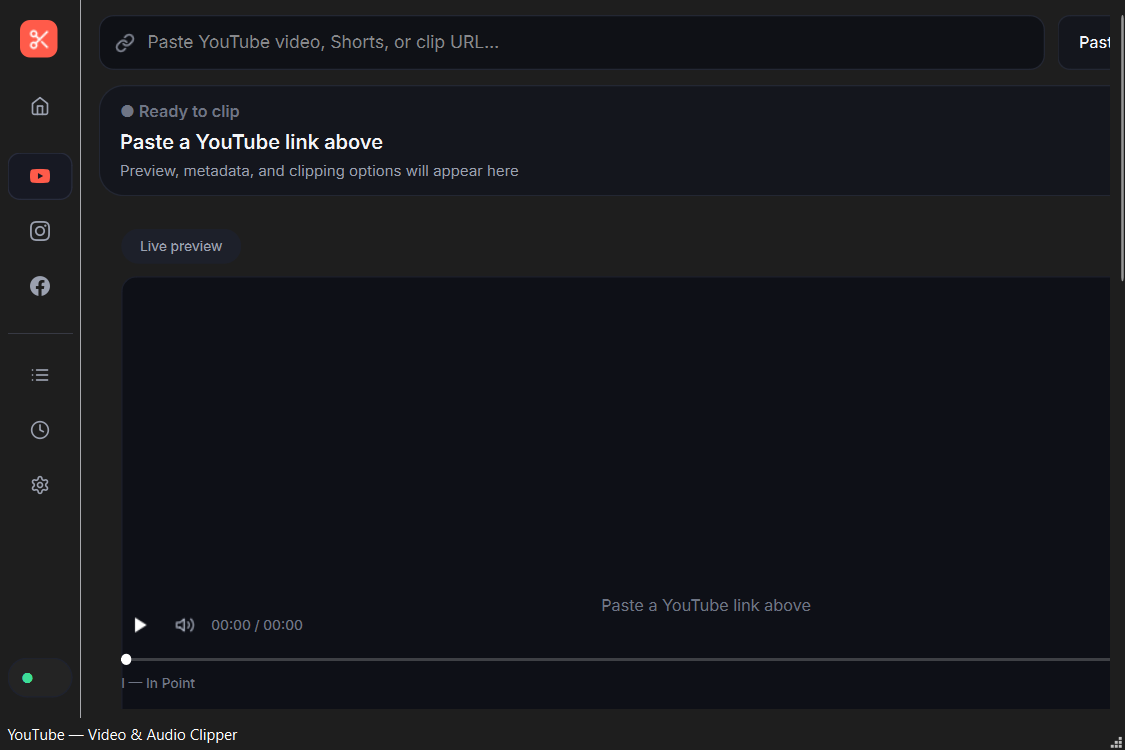 Paste YouTube video, Shorts, or clip URL...
Past
Ready to clip
Paste a YouTube link above
Preview, metadata, and clipping options will appear here
Live preview
Paste a YouTube link above
00:00 / 00:00
I — In Point
YouTube — Video & Audio Clipper